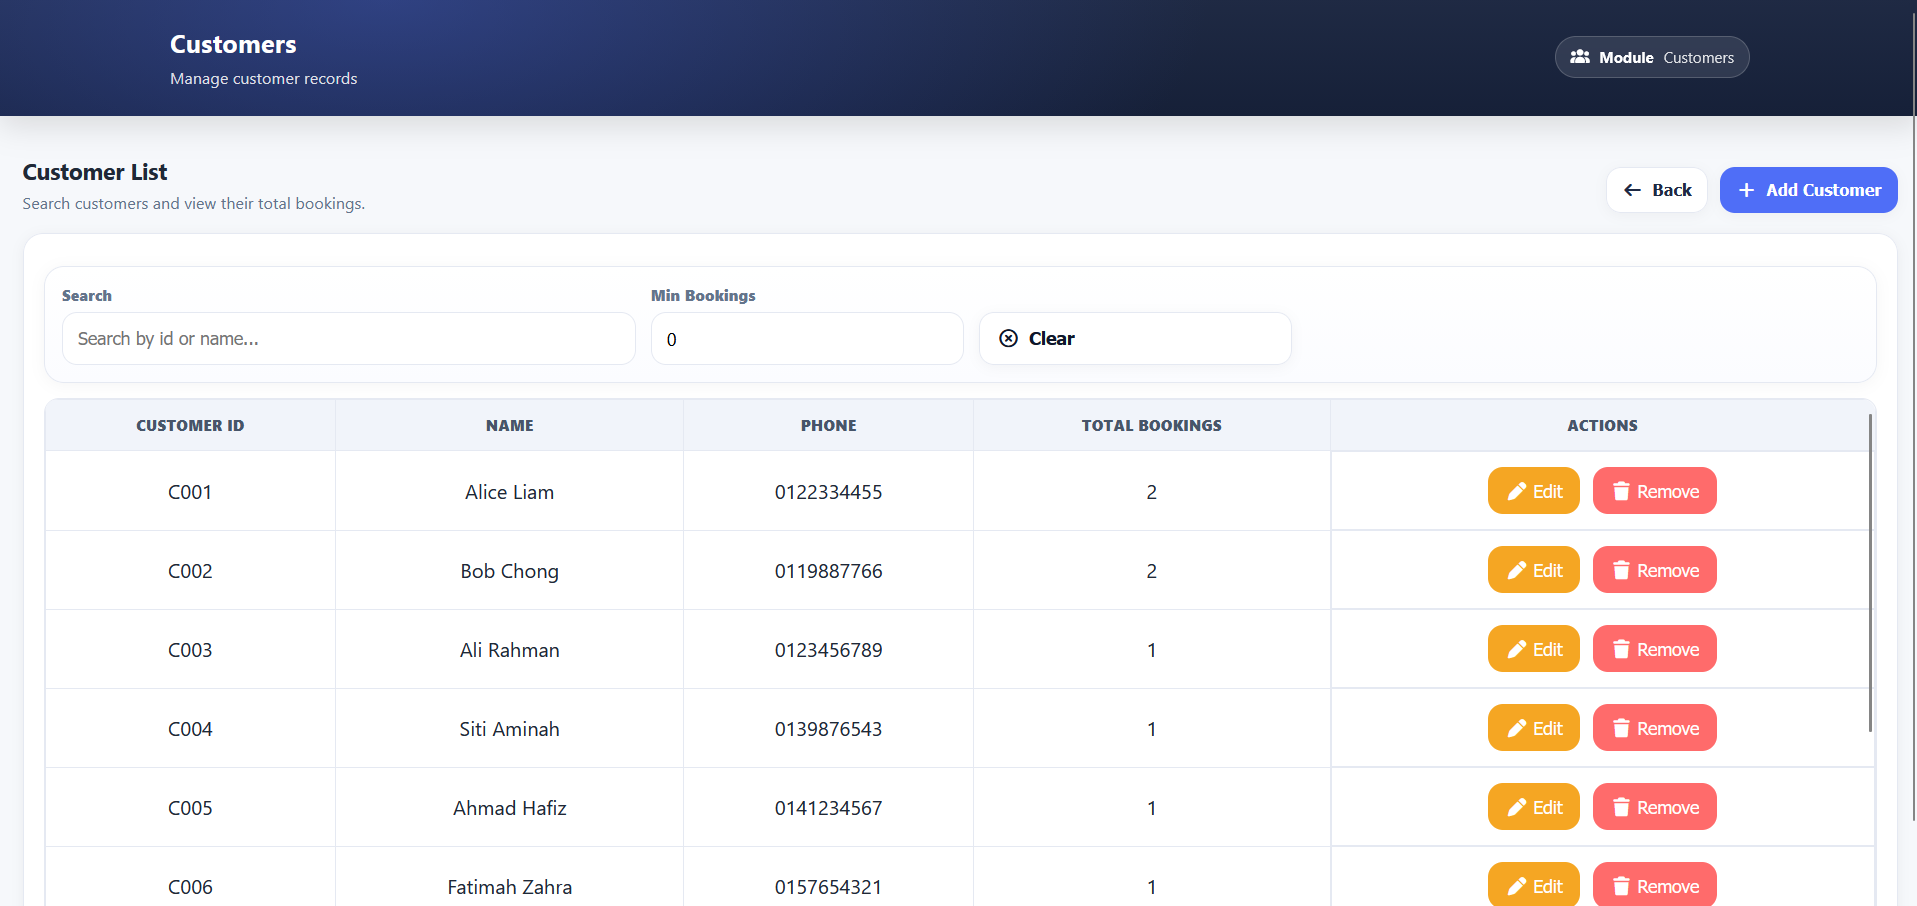 Customers
Manage customer records
Module Customers
Customer List
Search customers and view their total bookings.
Back
Add Customer
Search
Min Bookings
Search by id or name...
0
Clear
CUSTOMER ID NAME PHONE TOTAL BOOKINGS ACTIONS
C001 Alice Liam 0122334455 2 Edit Remove
C002 Bob Chong 0119887766 2 Edit Remove
C003 Ali Rahman 0123456789 1 Edit Remove
C004 Siti Aminah 0139876543 1 Edit Remove
C005 Ahmad Hafiz 0141234567 1 Edit Remove
C006 Fatimah Zahra 0157654321 1 Edit Remove